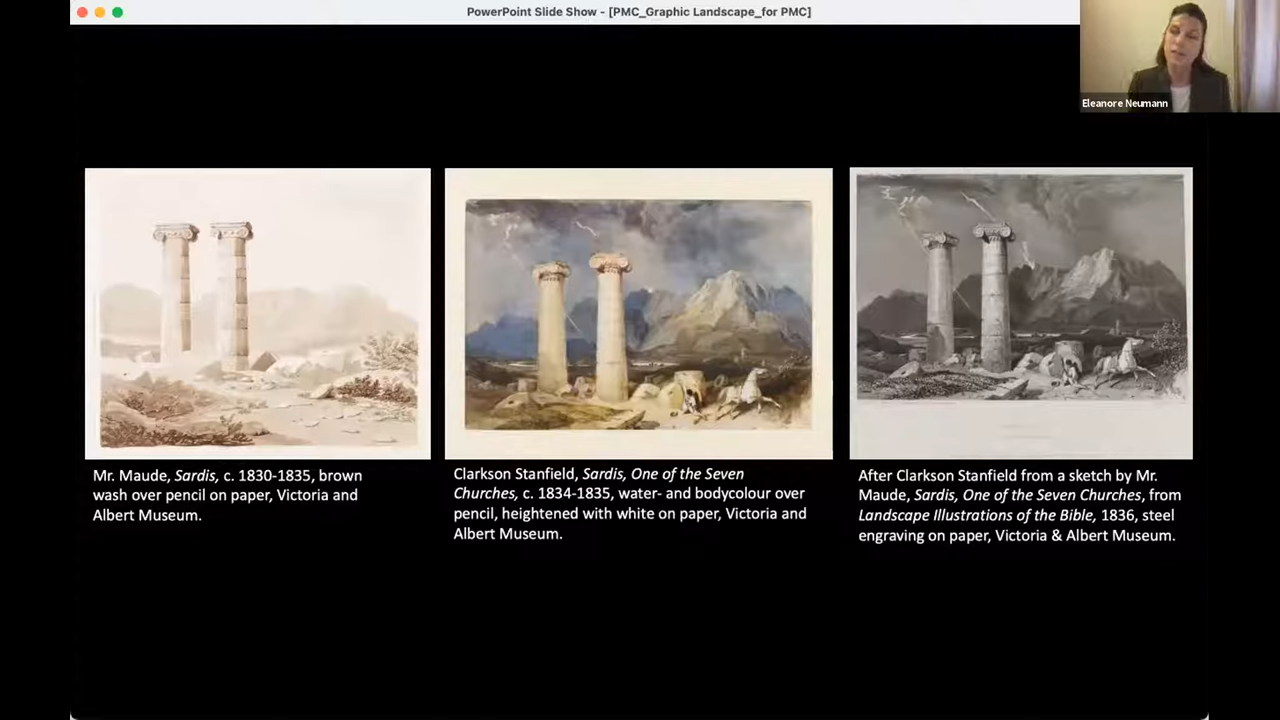 PowerPoint Slide Show - [PMC_Graphic Landscape_for PMC]
Eleanore Neumann
Mr. Maude, Sardis, c. 1830-1835, brown
wash over pencil on paper, Victoria and
Albert Museum.
Clarkson Stanfield, Sardis, One of the Seven
Churches, c. 1834-1835, water- and bodycolour over
pencil, heightened with white on paper, Victoria and
Albert Museum.
After Clarkson Stanfield from a sketch by Mr.
Maude, Sardis, One of the Seven Churches, from
Landscape Illustrations of the Bible, 1836, steel
engraving on paper, Victoria & Albert Museum.